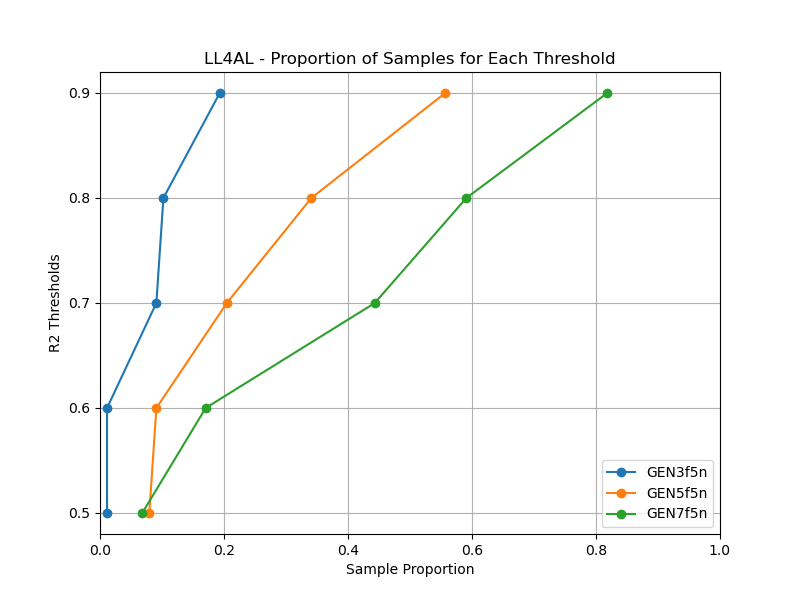 LL4AL - Proportion of Samples for Each Threshold
0.9
0.8
0.7
0.6
0.5
R2 Thresholds
GEN3f5n
GEN5f5n
GEN7f5n
0.0 0.2 0.4 0.6 0.8 1.0
Sample Proportion